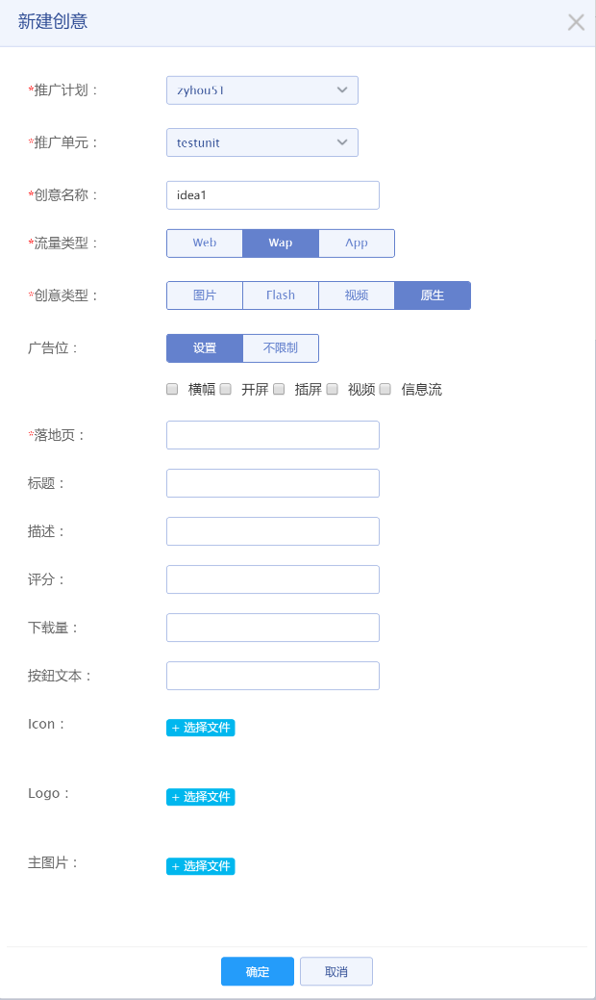 新建创意
*推广计划： zyhou51
*推广单元： testunit
*创意名称： idea1
*流量类型： Web Wap App
*创意类型： 图片 Flash 视频 原生
广告位： 设置 不限制
横幅 开屏 插屏 视频 信息流
*落地页：
标题：
描述：
评分：
下载量：
按钮文本：
Icon： + 选择文件
Logo： + 选择文件
主图片： + 选择文件
确定 取消